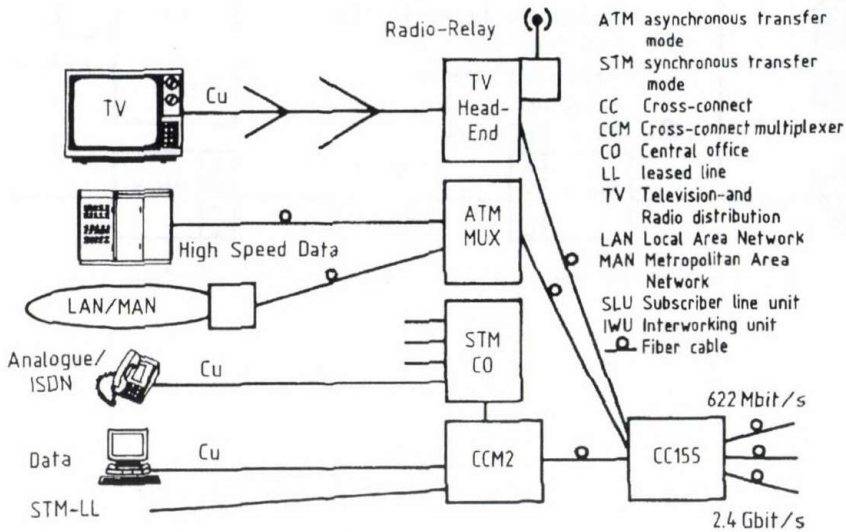 Radio-Relay
TV
Cu
TV
Head-
End
High Speed Data
ATM
MUX
LAN/MAN
Analogue/
ISDN
Cu
STM
CO
Data
Cu
CCM2
STM-LL
CC155
622 Mbit/s
2.4 Gbit/s
ATM asynchronous transfer
mode
STM synchronous transfer
mode
CC Cross-connect
CCM Cross-connect multiplexer
CO Central office
LL leased line
TV Television-and
Radio distribution
LAN Local Area Network
MAN Metropolitan Area
Network
SLU Subscriber line unit
IWU Interworking unit
Fiber cable